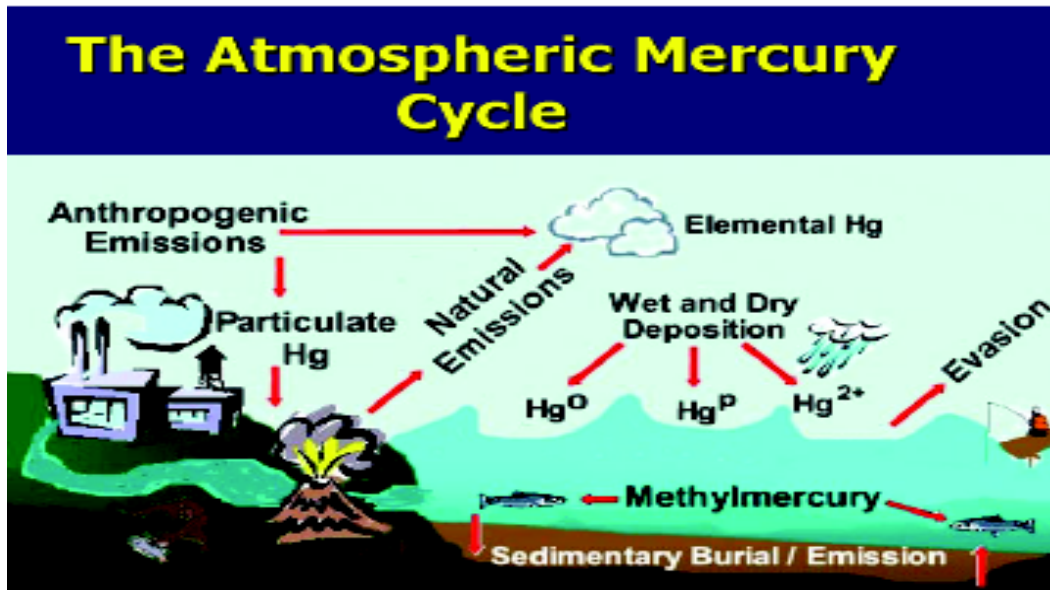 The Atmospheric Mercury
Cycle
Anthropogenic
Emissions
Elemental Hg
Natural
Emissions
Particulate
Hg
Wet and Dry
Deposition
Evasion
Hg⁰
Hgᴾ
Hg²⁺
Methylmercury
Sedimentary Burial / Emission